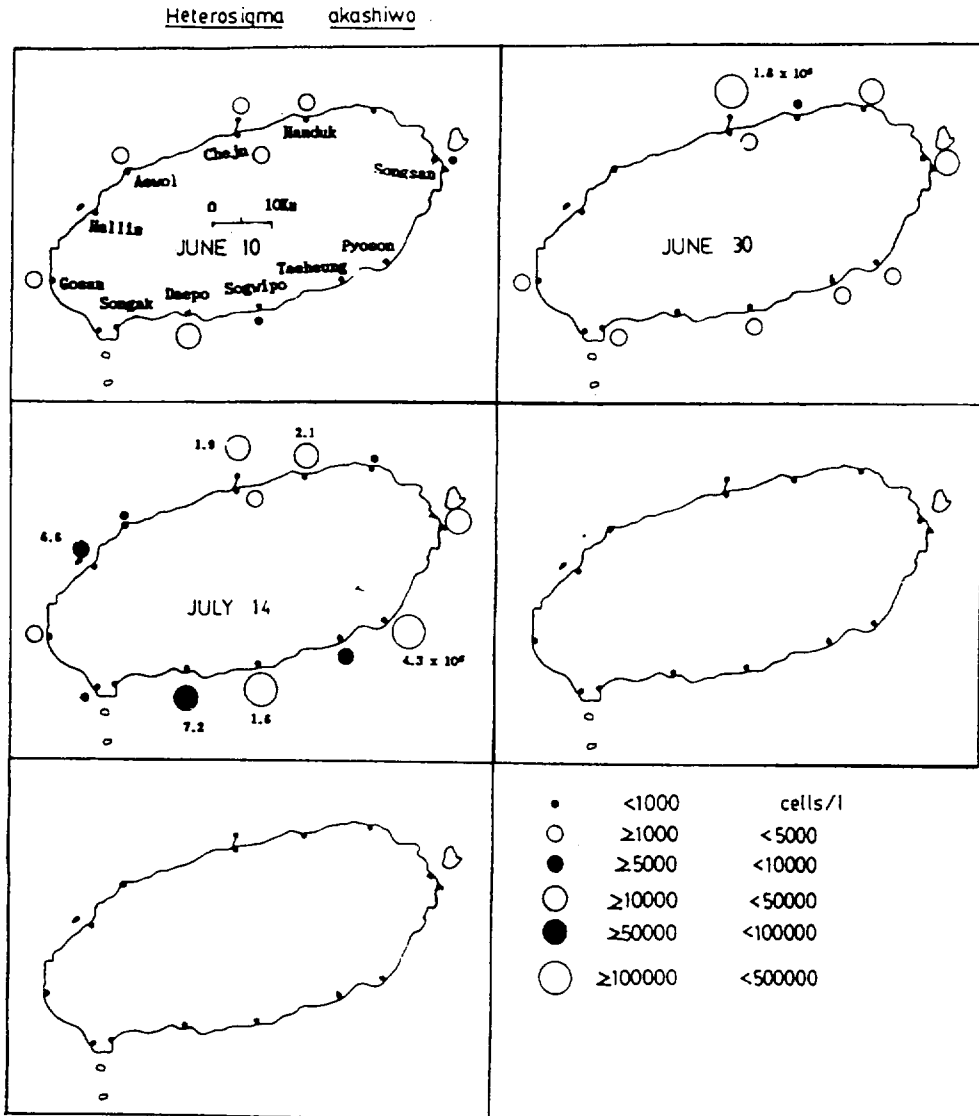 Heterosigma akashiwo
1.8 x 10⁶
Hamduk
Cheju
Aewol
Songsan
0 10Km
Hallim
JUNE 10
JUNE 30
Pyoson
Gosan
Songak
Daepo
Sogwipo
Taeheung
1.9
2.1
6.6
JULY 14
4.3 x 10⁶
7.2
1.6
<1000 cells/l
≥1000 <5000
≥5000 <10000
≥10000 <50000
≥50000 <100000
≥100000 <500000